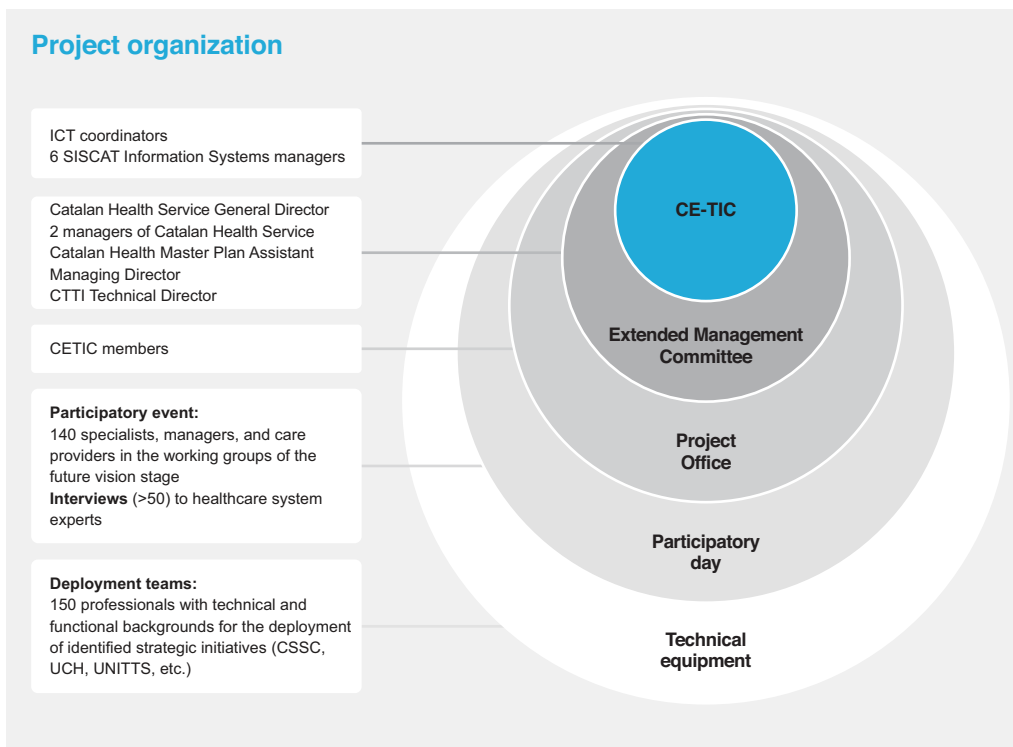 Project organization
ICT coordinators
6 SISCAT Information Systems managers
Catalan Health Service General Director
2 managers of Catalan Health Service
Catalan Health Master Plan Assistant
Managing Director
CTTI Technical Director
CETIC members
Participatory event:
140 specialists, managers, and care
providers in the working groups of the
future vision stage
Interviews (>50) to healthcare system
experts
Deployment teams:
150 professionals with technical and
functional backgrounds for the deployment
of identified strategic initiatives (CSSC,
UCH, UNITTS, etc.)
CE-TIC
Extended Management
Committee
Project
Office
Participatory
day
Technical
equipment